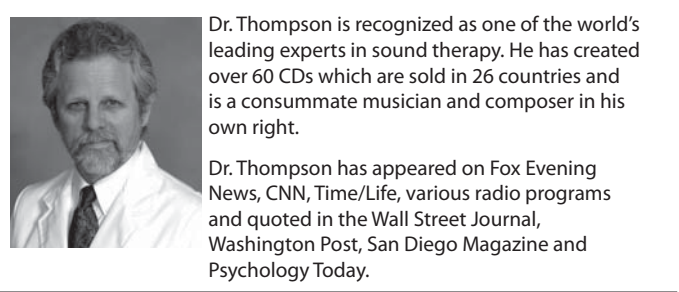 Dr. Thompson is recognized as one of the world's
leading experts in sound therapy. He has created
over 60 CDs which are sold in 26 countries and
is a consummate musician and composer in his
own right.
Dr. Thompson has appeared on Fox Evening
News, CNN, Time/Life, various radio programs
and quoted in the Wall Street Journal,
Washington Post, San Diego Magazine and
Psychology Today.